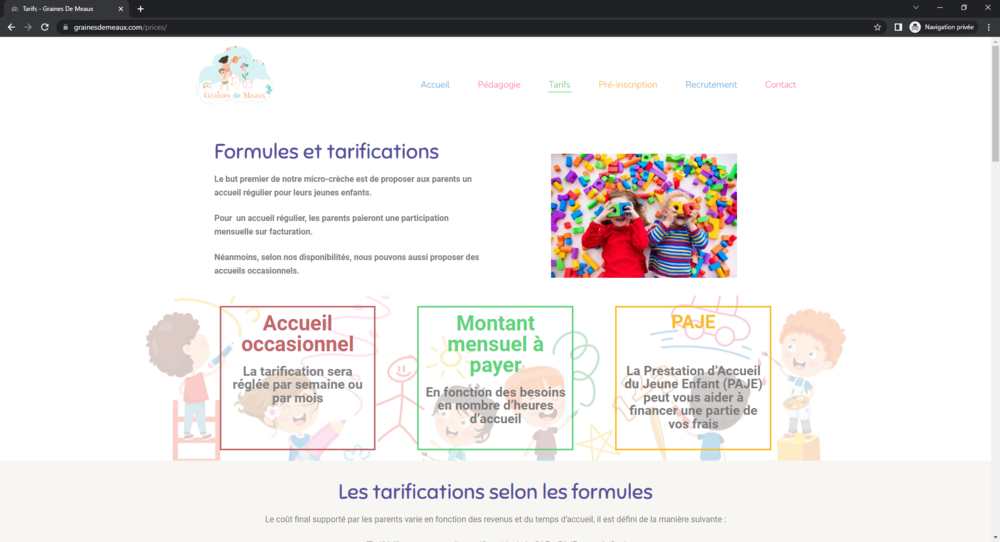 Tarifs - Graines De Meaux
grainesdemeaux.com/prices/
Navigation privée
Graines de Meaux
Accueil
Pédagogie
Tarifs
Pré-inscription
Recrutement
Contact
Formules et tarifications
Le but premier de notre micro-crèche est de proposer aux parents un
accueil régulier pour leurs jeunes enfants.
Pour un accueil régulier, les parents paieront une participation
mensuelle sur facturation.
Néanmoins, selon nos disponibilités, nous pouvons aussi proposer des
accueils occasionnels.
Accueil
occasionnel
La tarification sera
réglée par semaine ou
par mois
Montant
mensuel à
payer
En fonction des besoins
en nombre d'heures
d'accueil
PAJE
La Prestation d'Accueil
du Jeune Enfant (PAJE)
peut vous aider à
financer une partie de
vos frais
Les tarifications selon les formules
Le coût final supporté par les parents varie en fonction des revenus et du temps d'accueil, il est défini de la manière suivante :